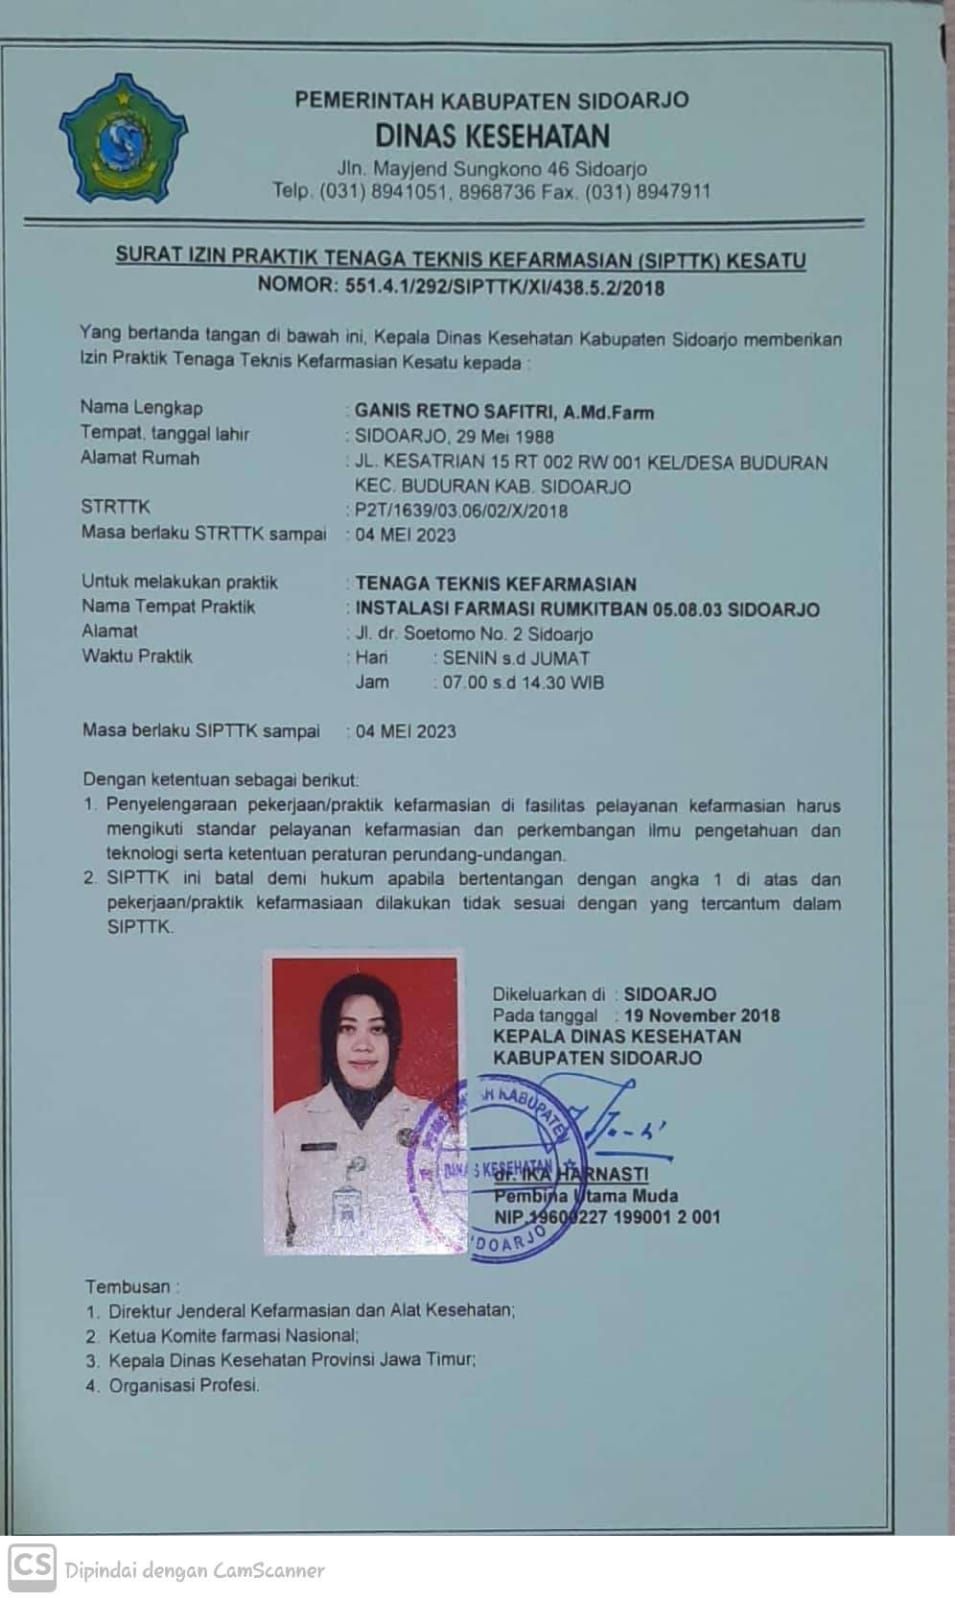 PEMERINTAH KABUPATEN SIDOARJO
DINAS KESEHATAN
Jln. Mayjend Sungkono 46 Sidoarjo
Telp. (031) 8941051, 8968736 Fax. (031) 8947911
SURAT IZIN PRAKTIK TENAGA TEKNIS KEFARMASIAN (SIPTTK) KESATU
NOMOR: 551.4.1/292/SIPTTK/XI/438.5.2/2018
Yang bertanda tangan di bawah ini, Kepala Dinas Kesehatan Kabupaten Sidoarjo memberikan
Izin Praktik Tenaga Teknis Kefarmasian Kesatu kepada :
Nama Lengkap : GANIS RETNO SAFITRI, A.Md.Farm
Tempat, tanggal lahir : SIDOARJO, 29 Mei 1988
Alamat Rumah : JL. KESATRIAN 15 RT 002 RW 001 KEL/DESA BUDURAN
KEC. BUDURAN KAB. SIDOARJO
STRTTK : P2T/1639/03.06/02/X/2018
Masa berlaku STRTTK sampai : 04 MEI 2023
Untuk melakukan praktik : TENAGA TEKNIS KEFARMASIAN
Nama Tempat Praktik : INSTALASI FARMASI RUMKITBAN 05.08.03 SIDOARJO
Alamat : Jl. dr. Soetomo No. 2 Sidoarjo
Waktu Praktik : Hari : SENIN s.d JUMAT
Jam : 07.00 s.d 14.30 WIB
Masa berlaku SIPTTK sampai : 04 MEI 2023
Dengan ketentuan sebagai berikut:
1. Penyelengaraan pekerjaan/praktik kefarmasian di fasilitas pelayanan kefarmasian harus
mengikuti standar pelayanan kefarmasian dan perkembangan ilmu pengetahuan dan
teknologi serta ketentuan peraturan perundang-undangan.
2. SIPTTK ini batal demi hukum apabila bertentangan dengan angka 1 di atas dan
pekerjaan/praktik kefarmasiaan dilakukan tidak sesuai dengan yang tercantum dalam
SIPTTK.
Dikeluarkan di : SIDOARJO
Pada tanggal : 19 November 2018
KEPALA DINAS KESEHATAN
KABUPATEN SIDOARJO
KABUPATEN
DINAS KESEHATAN
SIDOARJO
dr. IKA HARNASTI
Pembina Utama Muda
NIP.19600227 199001 2 001
Tembusan :
1. Direktur Jenderal Kefarmasian dan Alat Kesehatan;
2. Ketua Komite farmasi Nasional;
3. Kepala Dinas Kesehatan Provinsi Jawa Timur;
4. Organisasi Profesi.
CS Dipindai dengan CamScanner